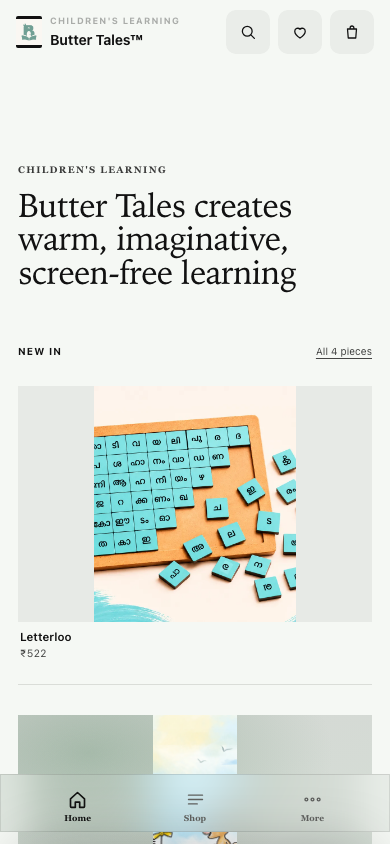 CHILDREN'S LEARNING
Butter Tales™
CHILDREN'S LEARNING
Butter Tales creates
warm, imaginative,
screen-free learning
NEW IN
All 4 pieces
ടി വ യ ലി പു ര ദ
ശ ഹാ നം വാ ഡ ണ
നി ആ ഹ നീ യം ഴ
ജ റ ക്ക ണം ഖ
കോ ഈ ടം ഓ
ത കാ ഇ
ച
ട
ല
അ
ന
Letterloo
₹522
Home
Shop
More